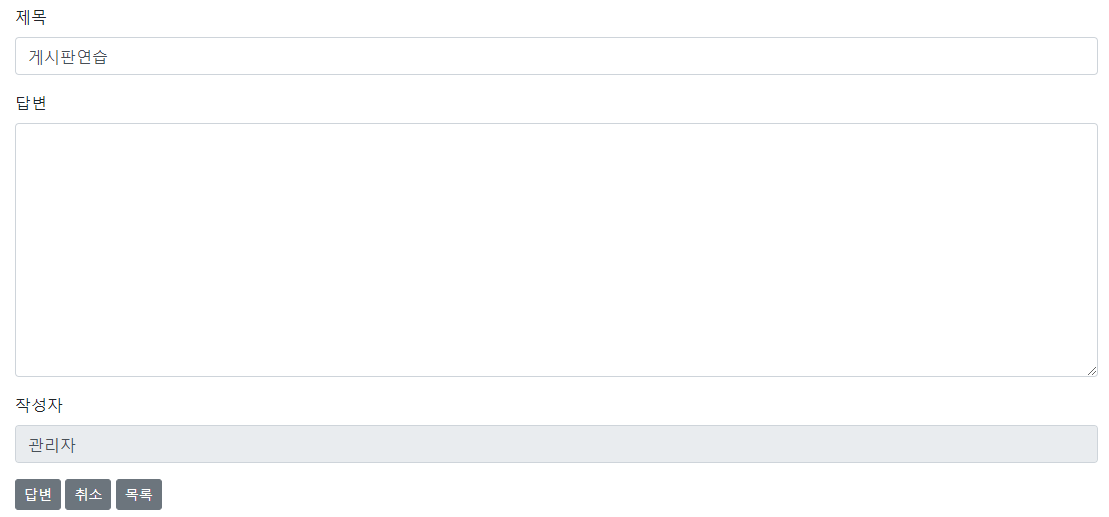 제목
게시판연습
답변
작성자
관리자
답변 취소 목록